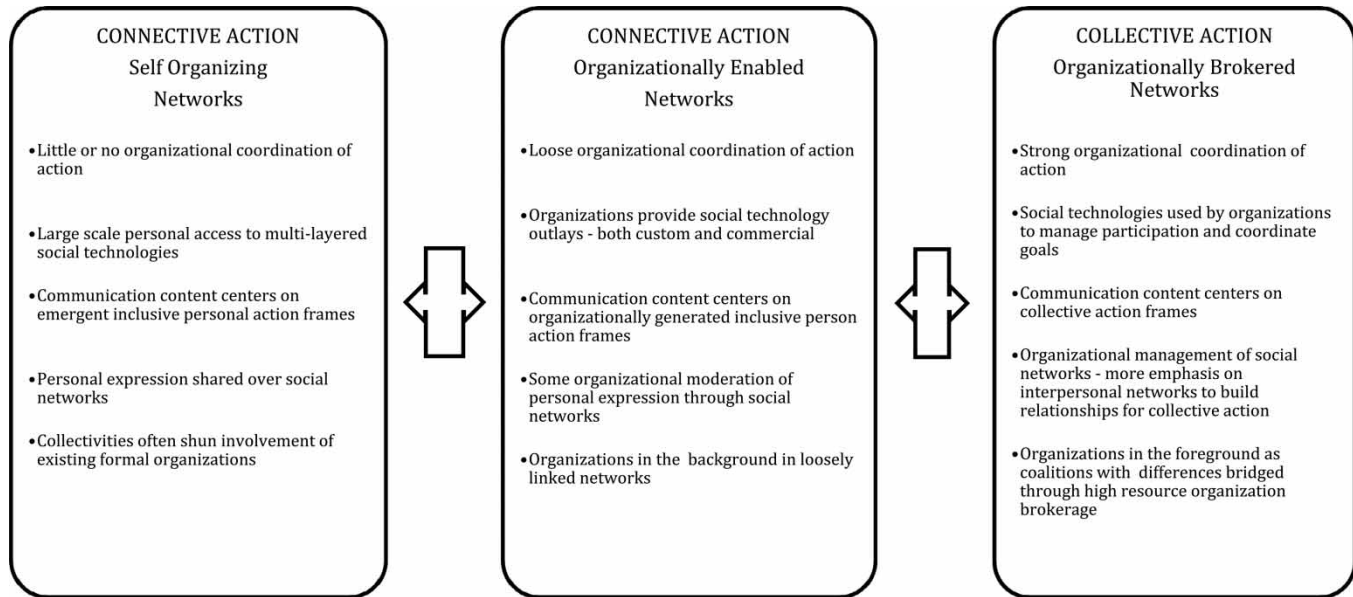 CONNECTIVE ACTION
Self Organizing
Networks
•Little or no organizational coordination of
action
•Large scale personal access to multi-layered
social technologies
•Communication content centers on
emergent inclusive personal action frames
•Personal expression shared over social
networks
•Collectivities often shun involvement of
existing formal organizations
CONNECTIVE ACTION
Organizationally Enabled
Networks
•Loose organizational coordination of action
•Organizations provide social technology
outlays - both custom and commercial
•Communication content centers on
organizationally generated inclusive person
action frames
•Some organizational moderation of
personal expression through social
networks
•Organizations in the background in loosely
linked networks
COLLECTIVE ACTION
Organizationally Brokered
Networks
•Strong organizational coordination of
action
•Social technologies used by organizations
to manage participation and coordinate
goals
•Communication content centers on
collective action frames
•Organizational management of social
networks - more emphasis on
interpersonal networks to build
relationships for collective action
•Organizations in the foreground as
coalitions with differences bridged
through high resource organization
brokerage